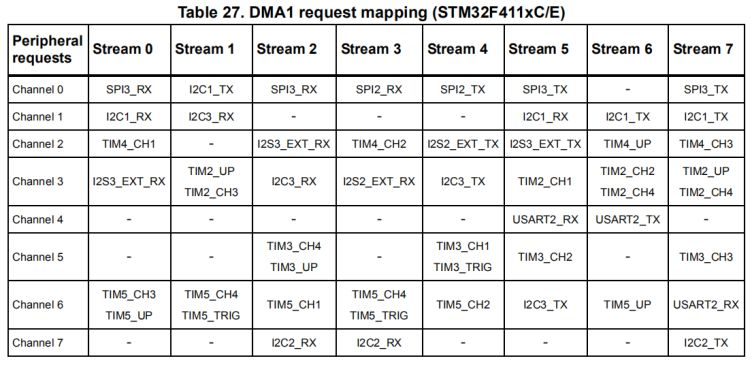 Table 27. DMA1 request mapping (STM32F411xC/E)
Peripheral requests | Stream 0 | Stream 1 | Stream 2 | Stream 3 | Stream 4 | Stream 5 | Stream 6 | Stream 7
Channel 0 | SPI3_RX | I2C1_TX | SPI3_RX | SPI2_RX | SPI2_TX | SPI3_TX | - | SPI3_TX
Channel 1 | I2C1_RX | I2C3_RX | - | - | - | I2C1_RX | I2C1_TX | I2C1_TX
Channel 2 | TIM4_CH1 | - | I2S3_EXT_RX | TIM4_CH2 | I2S2_EXT_TX | I2S3_EXT_TX | TIM4_UP | TIM4_CH3
Channel 3 | I2S3_EXT_RX | TIM2_UP TIM2_CH3 | I2C3_RX | I2S2_EXT_RX | I2C3_TX | TIM2_CH1 | TIM2_CH2 TIM2_CH4 | TIM2_UP TIM2_CH4
Channel 4 | - | - | - | - | - | USART2_RX | USART2_TX | -
Channel 5 | - | - | TIM3_CH4 TIM3_UP | - | TIM3_CH1 TIM3_TRIG | TIM3_CH2 | - | TIM3_CH3
Channel 6 | TIM5_CH3 TIM5_UP | TIM5_CH4 TIM5_TRIG | TIM5_CH1 | TIM5_CH4 TIM5_TRIG | TIM5_CH2 | I2C3_TX | TIM5_UP | USART2_RX
Channel 7 | - | - | I2C2_RX | I2C2_RX | - | - | - | I2C2_TX